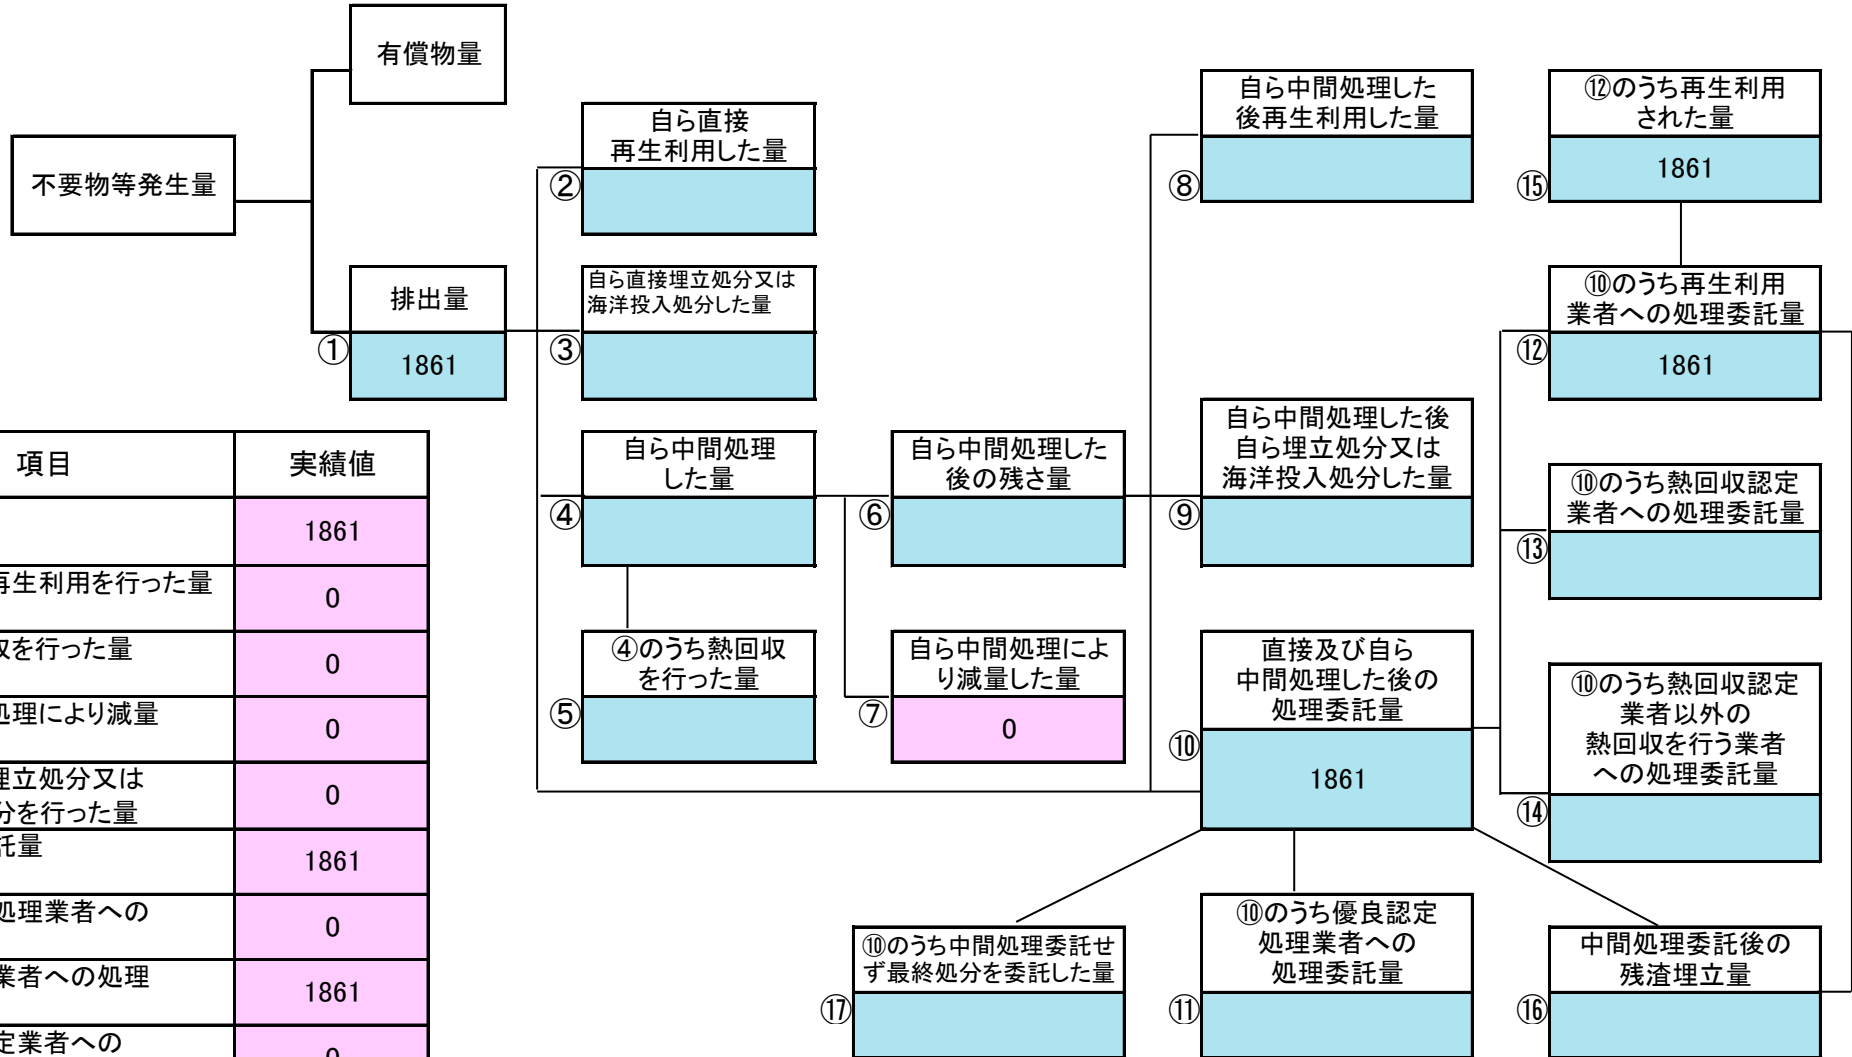 有償物量
不要物等発生量
排出量
①
1861
自ら直接
再生利用した量
②
自ら直接埋立処分又は
海洋投入処分した量
③
自ら中間処理
した量
④
④のうち熱回収
を行った量
⑤
自ら中間処理した
後の残さ量
⑥
自ら中間処理によ
り減量した量
⑦
0
自ら中間処理した
後再生利用した量
⑧
自ら中間処理した後
自ら埋立処分又は
海洋投入処分した量
⑨
直接及び自ら
中間処理した後の
処理委託量
⑩
1861
⑫のうち再生利用
された量
⑮
1861
⑩のうち再生利用
業者への処理委託量
⑫
1861
⑩のうち熱回収認定
業者への処理委託量
⑬
⑩のうち熱回収認定
業者以外の
熱回収を行う業者
への処理委託量
⑭
⑩のうち中間処理委託せ
ず最終処分を委託した量
⑰
⑩のうち優良認定
処理業者への
処理委託量
⑪
中間処理委託後の
残渣埋立量
⑯
項目 実績値
1861
再生利用を行った量 0
を行った量 0
処理により減量 0
埋立処分又は
分を行った量 0
託量 1861
処理業者への 0
業者への処理 1861
定業者への 0